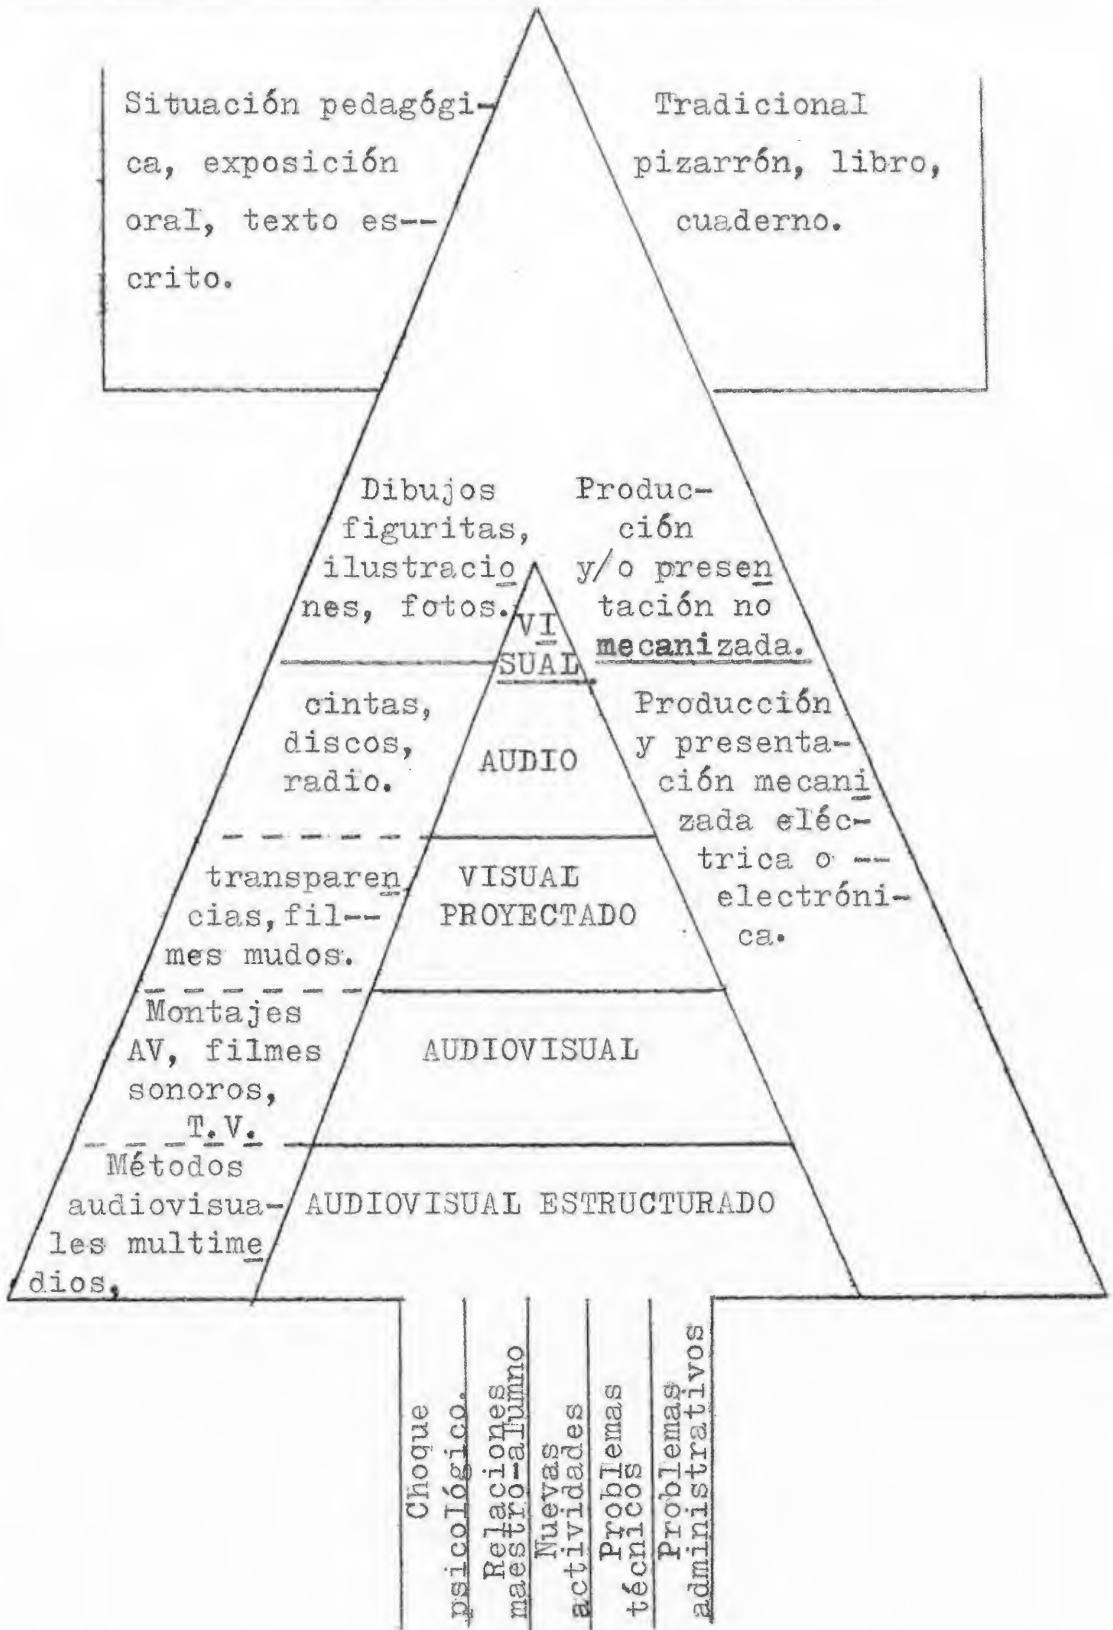 Situación pedagógi-
ca, exposición
oral, texto es--
crito.
Tradicional
pizarrón, libro,
cuaderno.
Dibujos
figuritas,
ilustracio
nes, fotos.
Produc-
ción
y/o presen
tación no
mecanizada.
VI
SUAL
cintas,
discos,
radio.
AUDIO
Producción
y presenta-
ción mecani
zada eléc-
trica o --
electróni-
ca.
transparen
cias,fil--
mes mudos.
VISUAL
PROYECTADO
Montajes
AV, filmes
sonoros,
T.V.
AUDIOVISUAL
Métodos
audiovisua-
les multime
dios,
AUDIOVISUAL ESTRUCTURADO
Choque
psicológico.
Relaciones
maestro-alumno
Nuevas
actividades
Problemas
técnicos
Problemas
administrativos